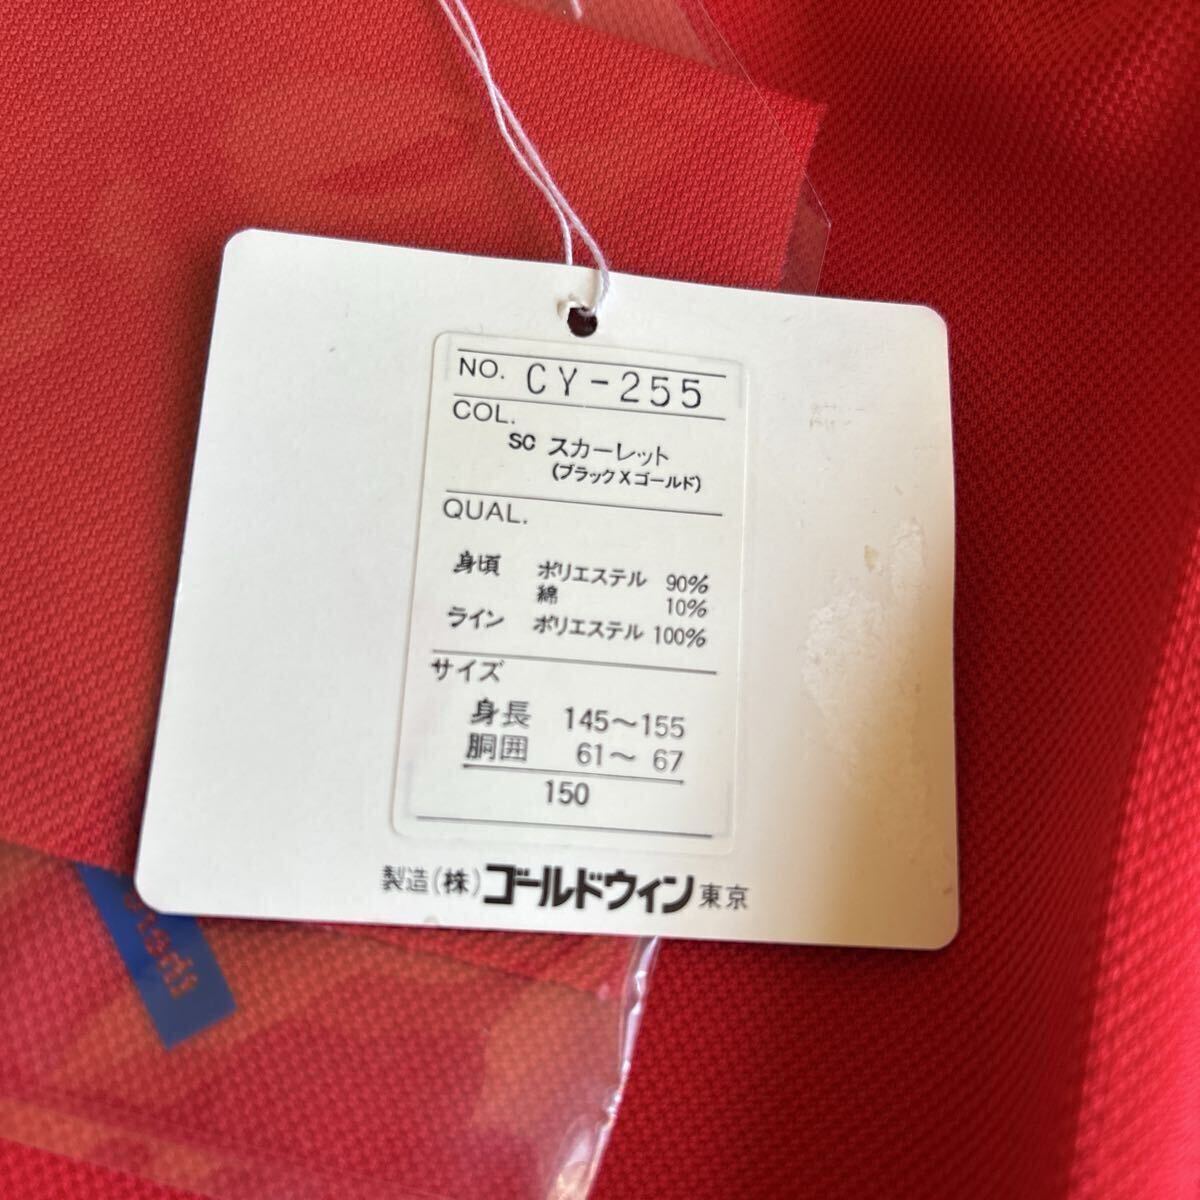 NO. CY-255
COL.
SC スカーレット
(ブラックXゴールド)
QUAL.
身頃 ポリエステル 90%
綿 10%
ライン ポリエステル 100%
サイズ
身長 145〜155
胴囲 61〜 67
150
製造(株)ゴールドウィン東京